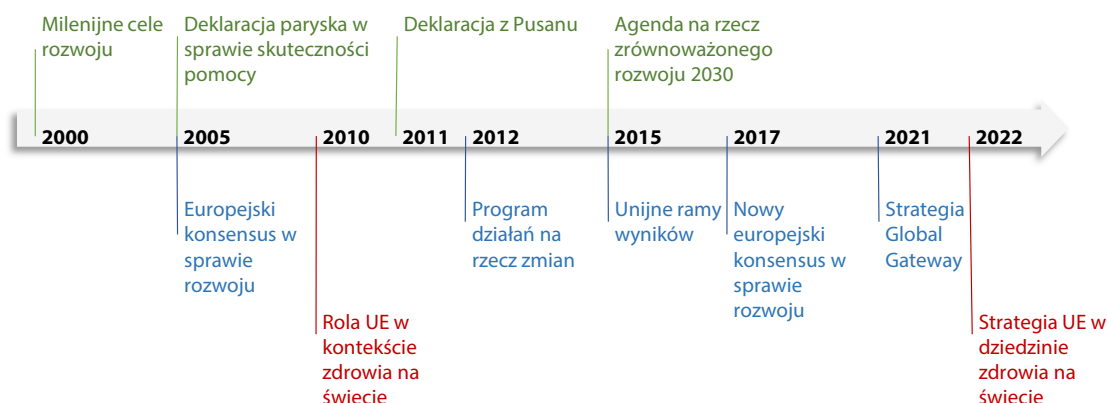 Milenijne cele
rozwoju
Deklaracja paryska w
sprawie skuteczności
pomocy
Deklaracja z Pusanu
Agenda na rzecz
zrównoważonego
rozwoju 2030
2000
2005
2010
2011
2012
2015
2017
2021
2022
Europejski
konsensus w
sprawie
rozwoju
Program
działań na
rzecz zmian
Unijne ramy
wyników
Nowy
europejski
konsensus w
sprawie
rozwoju
Strategia
Global
Gateway
Rola UE w
kontekście
zdrowia na
świecie
Strategia UE w
dziedzinie
zdrowia na
świecie